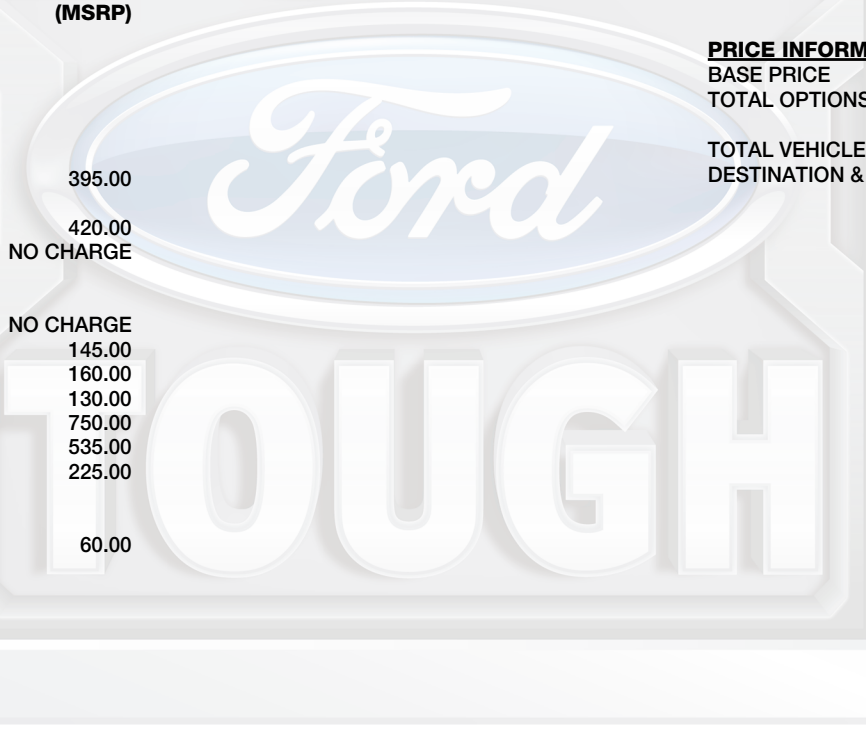 (MSRP)
395.00
420.00
NO CHARGE
NO CHARGE
145.00
160.00
130.00
750.00
535.00
225.00
60.00
PRICE INFORM
BASE PRICE
TOTAL OPTIONS
TOTAL VEHICLE
DESTINATION &
Ford
TOUGH